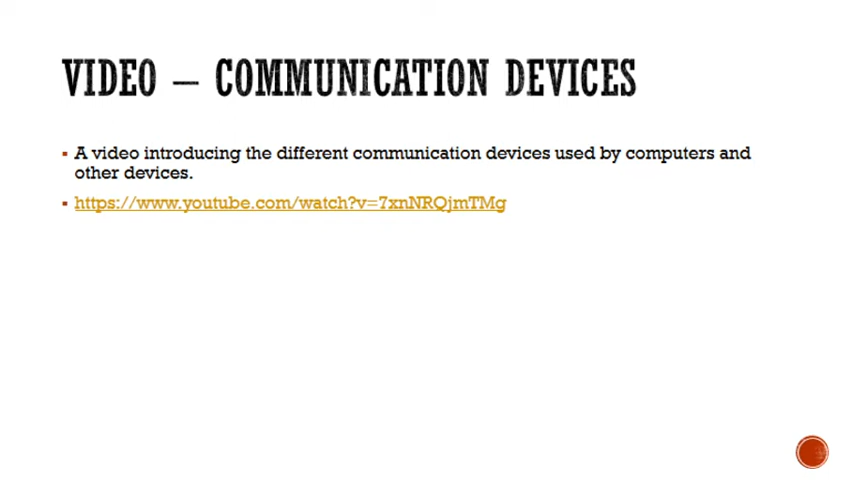 VIDEO – COMMUNICATION DEVICES
▪ A video introducing the different communication devices used by computers and
other devices.
▪ https://www.youtube.com/watch?v=7xnNRQjmTMg